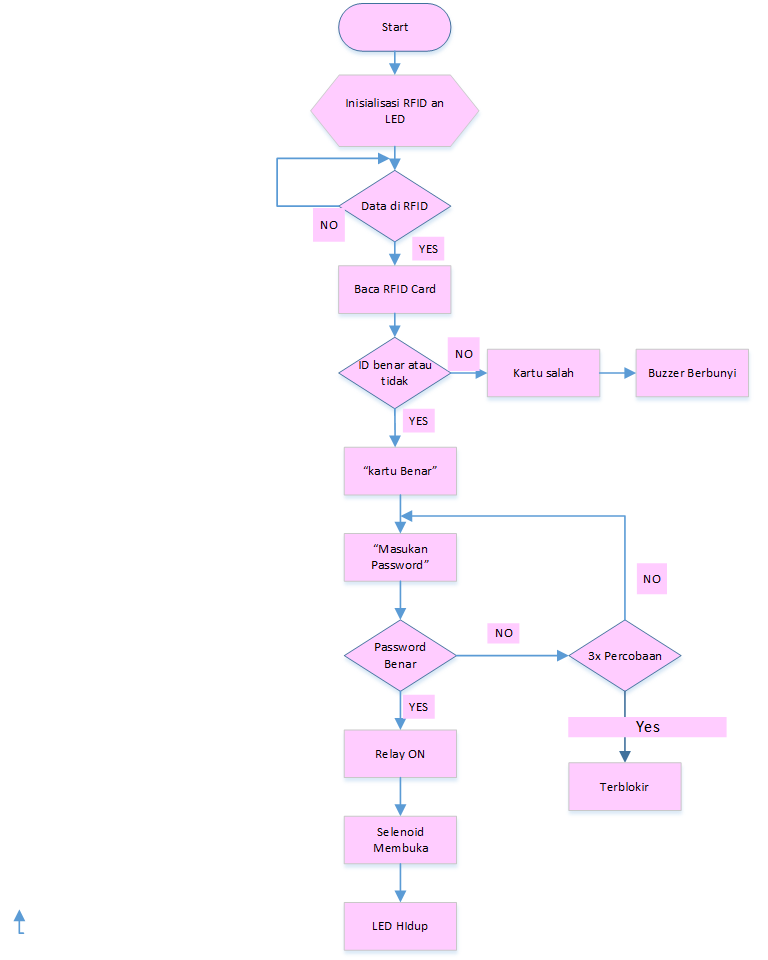 Start
Inisialisasi RFID an
LED
Data di RFID
NO
YES
Baca RFID Card
ID benar atau
tidak
NO
Kartu salah
Buzzer Berbunyi
YES
“kartu Benar”
“Masukan
Password”
NO
Password
Benar
NO
3x Percobaan
YES
Yes
Relay ON
Terblokir
Selenoid
Membuka
LED HIdup